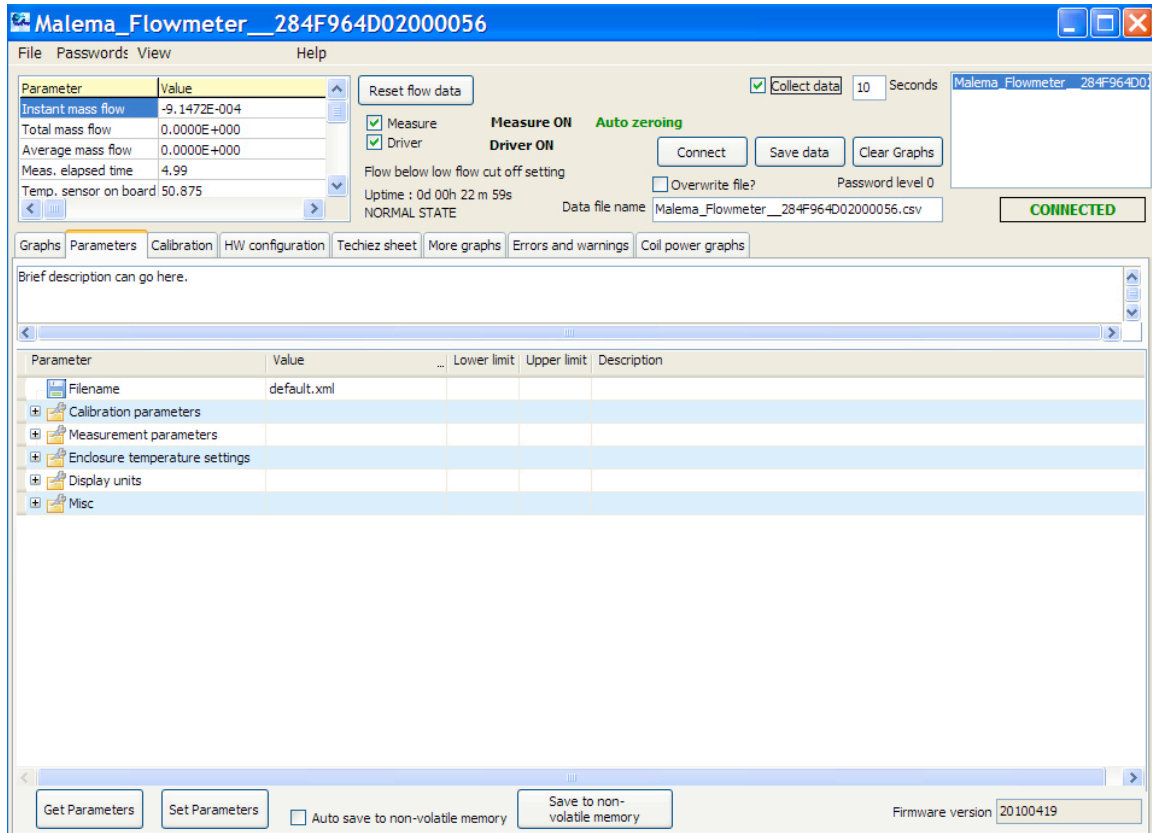 Malema_Flowmeter__284F964D02000056
File Passwords View Help
Parameter Value
Instant mass flow -9.1472E-004
Total mass flow 0.0000E+000
Average mass flow 0.0000E+000
Meas. elapsed time 4.99
Temp. sensor on board 50.875
Reset flow data
Measure Measure ON Auto zeroing
Driver Driver ON
Flow below low flow cut off setting
Uptime : 0d 00h 22 m 59s
NORMAL STATE
Collect data 10 Seconds
Connect Save data Clear Graphs
Overwrite file? Password level 0
Data file name Malema_Flowmeter__284F964D02000056.csv
Malema_Flowmeter__284F964D02
CONNECTED
Graphs Parameters Calibration HW configuration Techiez sheet More graphs Errors and warnings Coil power graphs
Brief description can go here.
Parameter Value ... Lower limit Upper limit Description
Filename default.xml
Calibration parameters
Measurement parameters
Enclosure temperature settings
Display units
Misc
Get Parameters Set Parameters Auto save to non-volatile memory
Save to non-
volatile memory
Firmware version 20100419